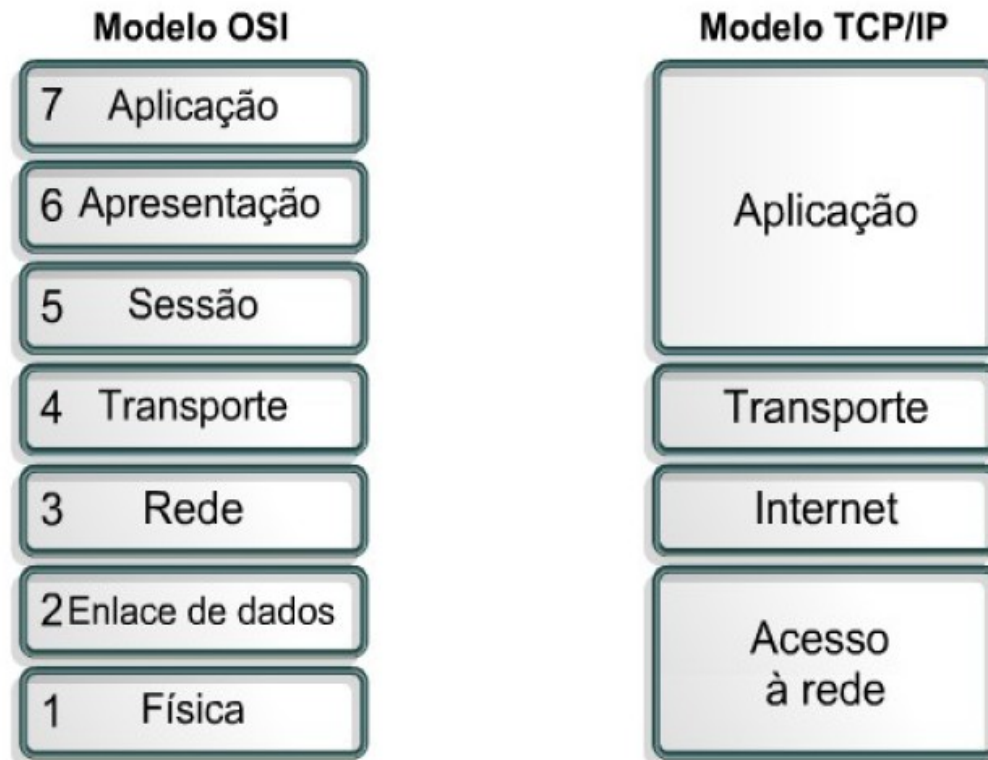 Modelo OSI
7 Aplicação
6 Apresentação
5 Sessão
4 Transporte
3 Rede
2 Enlace de dados
1 Física
Modelo TCP/IP
Aplicação
Transporte
Internet
Acesso
à rede